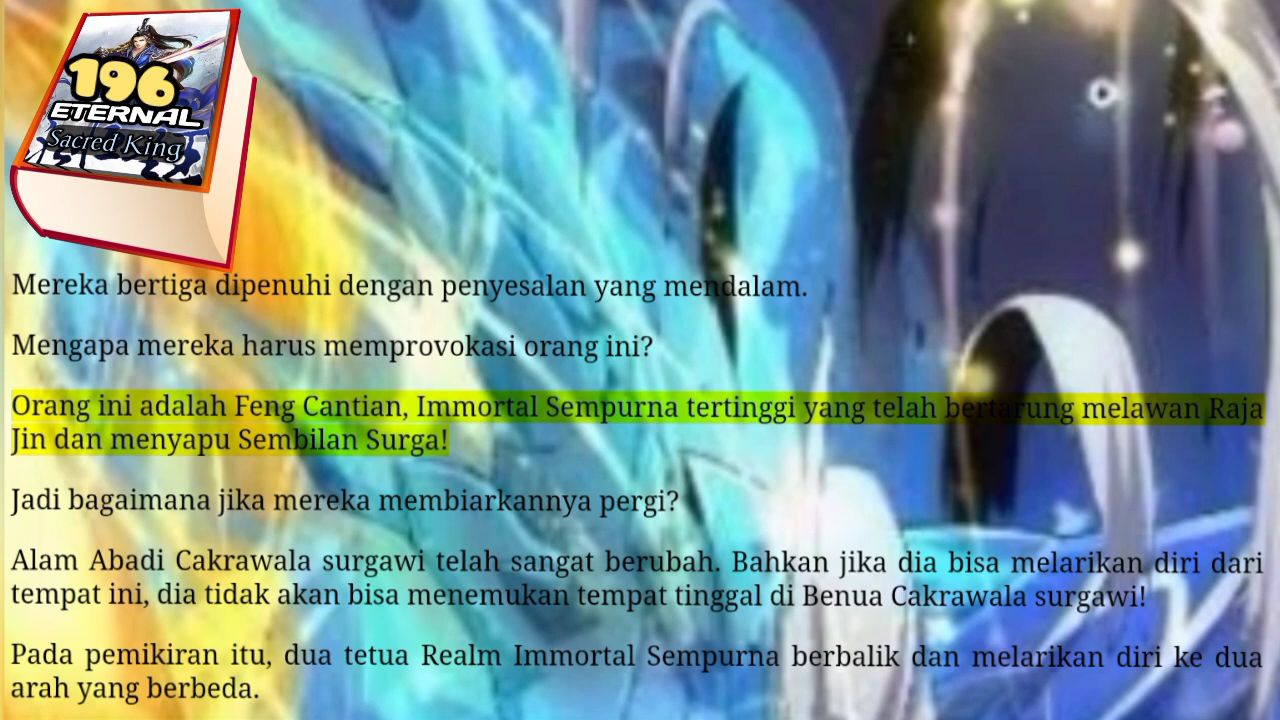 196
ETERNAL
Sacred King
Mereka bertiga dipenuhi dengan penyesalan yang mendalam.
Mengapa mereka harus memprovokasi orang ini?
Orang ini adalah Feng Cantian, Immortal Sempurna tertinggi yang telah bertarung melawan Raja
Jin dan menyapu Sembilan Surga!
Jadi bagaimana jika mereka membiarkannya pergi?
Alam Abadi Cakrawala surgawi telah sangat berubah. Bahkan jika dia bisa melarikan diri dari
tempat ini, dia tidak akan bisa menemukan tempat tinggal di Benua Cakrawala surgawi!
Pada pemikiran itu, dua tetua Realm Immortal Sempurna berbalik dan melarikan diri ke dua
arah yang berbeda.